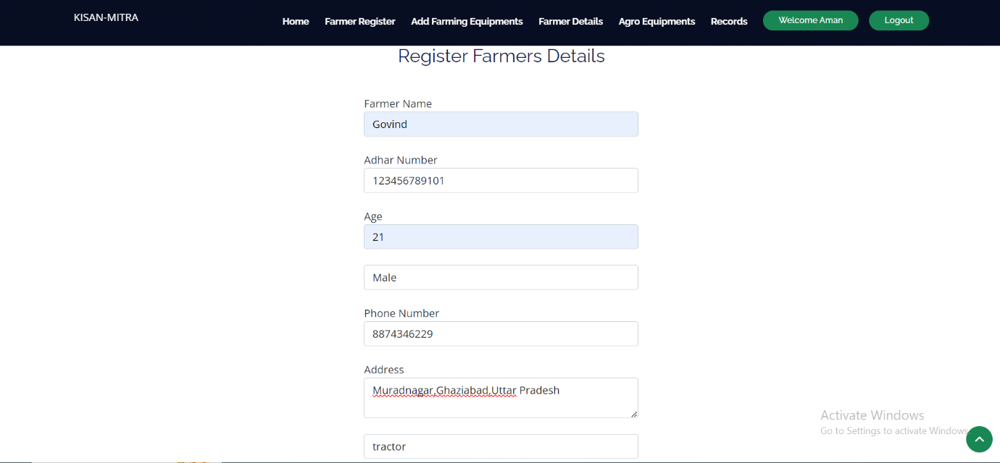 KISAN-MITRA
Home Farmer Register Add Farming Equipments Farmer Details Agro Equipments Records Welcome Aman Logout
Register Farmers Details
Farmer Name
Govind
Adhar Number
123456789101
Age
21
Male
Phone Number
8874346229
Address
Muradnagar,Ghaziabad,Uttar Pradesh
tractor
Activate Windows
Go to Settings to activate Windows.